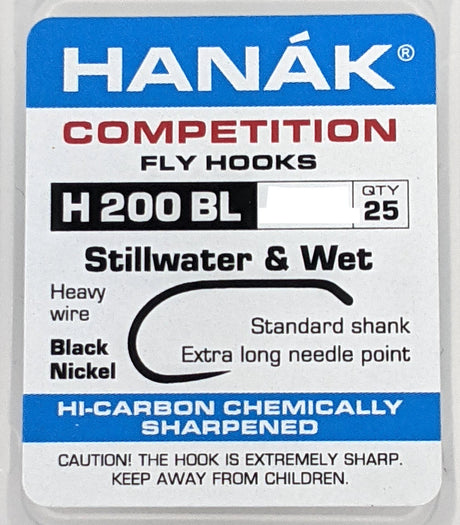 HANÁK®
COMPETITION
FLY HOOKS
H 200 BL
QTY
25
Stillwater & Wet
Heavy
wire
Standard shank
Black
Nickel
Extra long needle point
HI-CARBON CHEMICALLY
SHARPENED
CAUTION! THE HOOK IS EXTREMELY SHARP.
KEEP AWAY FROM CHILDREN.